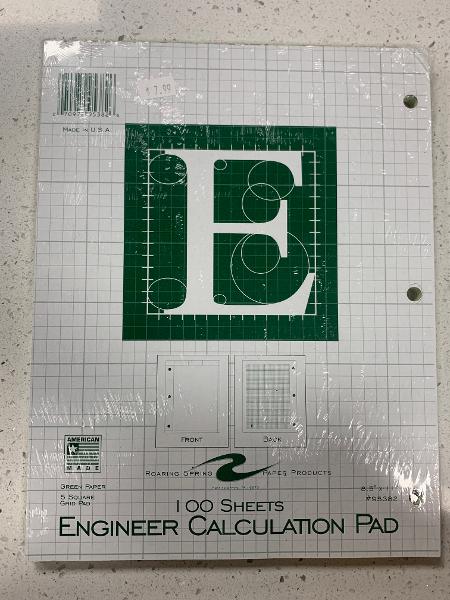 $ 7.99
MADE IN U.S.A.
E
FRONT
BACK
AMERICAN
MADE
ROARING SPRING PAPER PRODUCTS
GREEN PAPER
5 SQUARE
GRID PAD
#95382
100 SHEETS
ENGINEER CALCULATION PAD